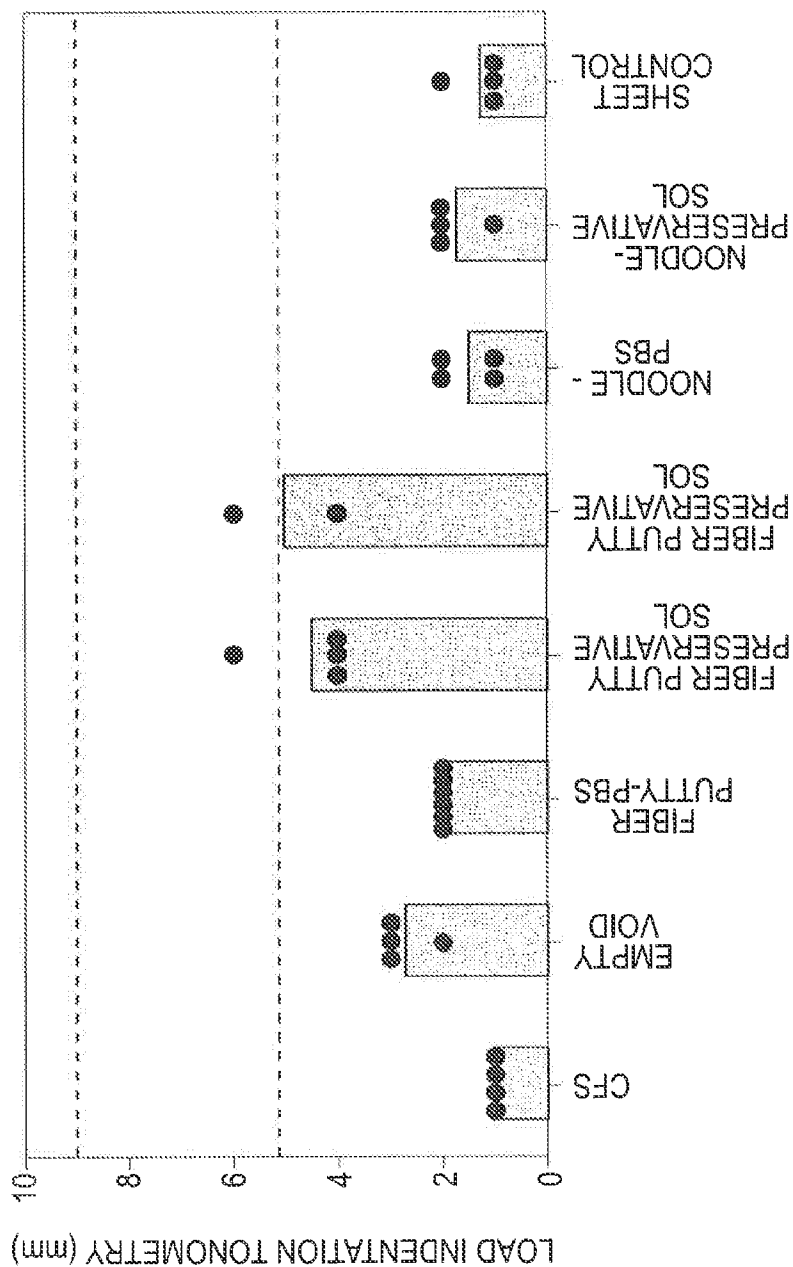 LOAD INDENTATION TONOMETRY (mm)
10
8
6
4
2
0
CFS
EMPTY
VOID
FIBER
PUTTY-PBS
FIBER PUTTY
PRESERVATIVE
SOL
FIBER PUTTY
PRESERVATIVE
SOL
NOODLE -
PBS
NOODLE-
PRESERVATIVE
SOL
SHEET
CONTROL